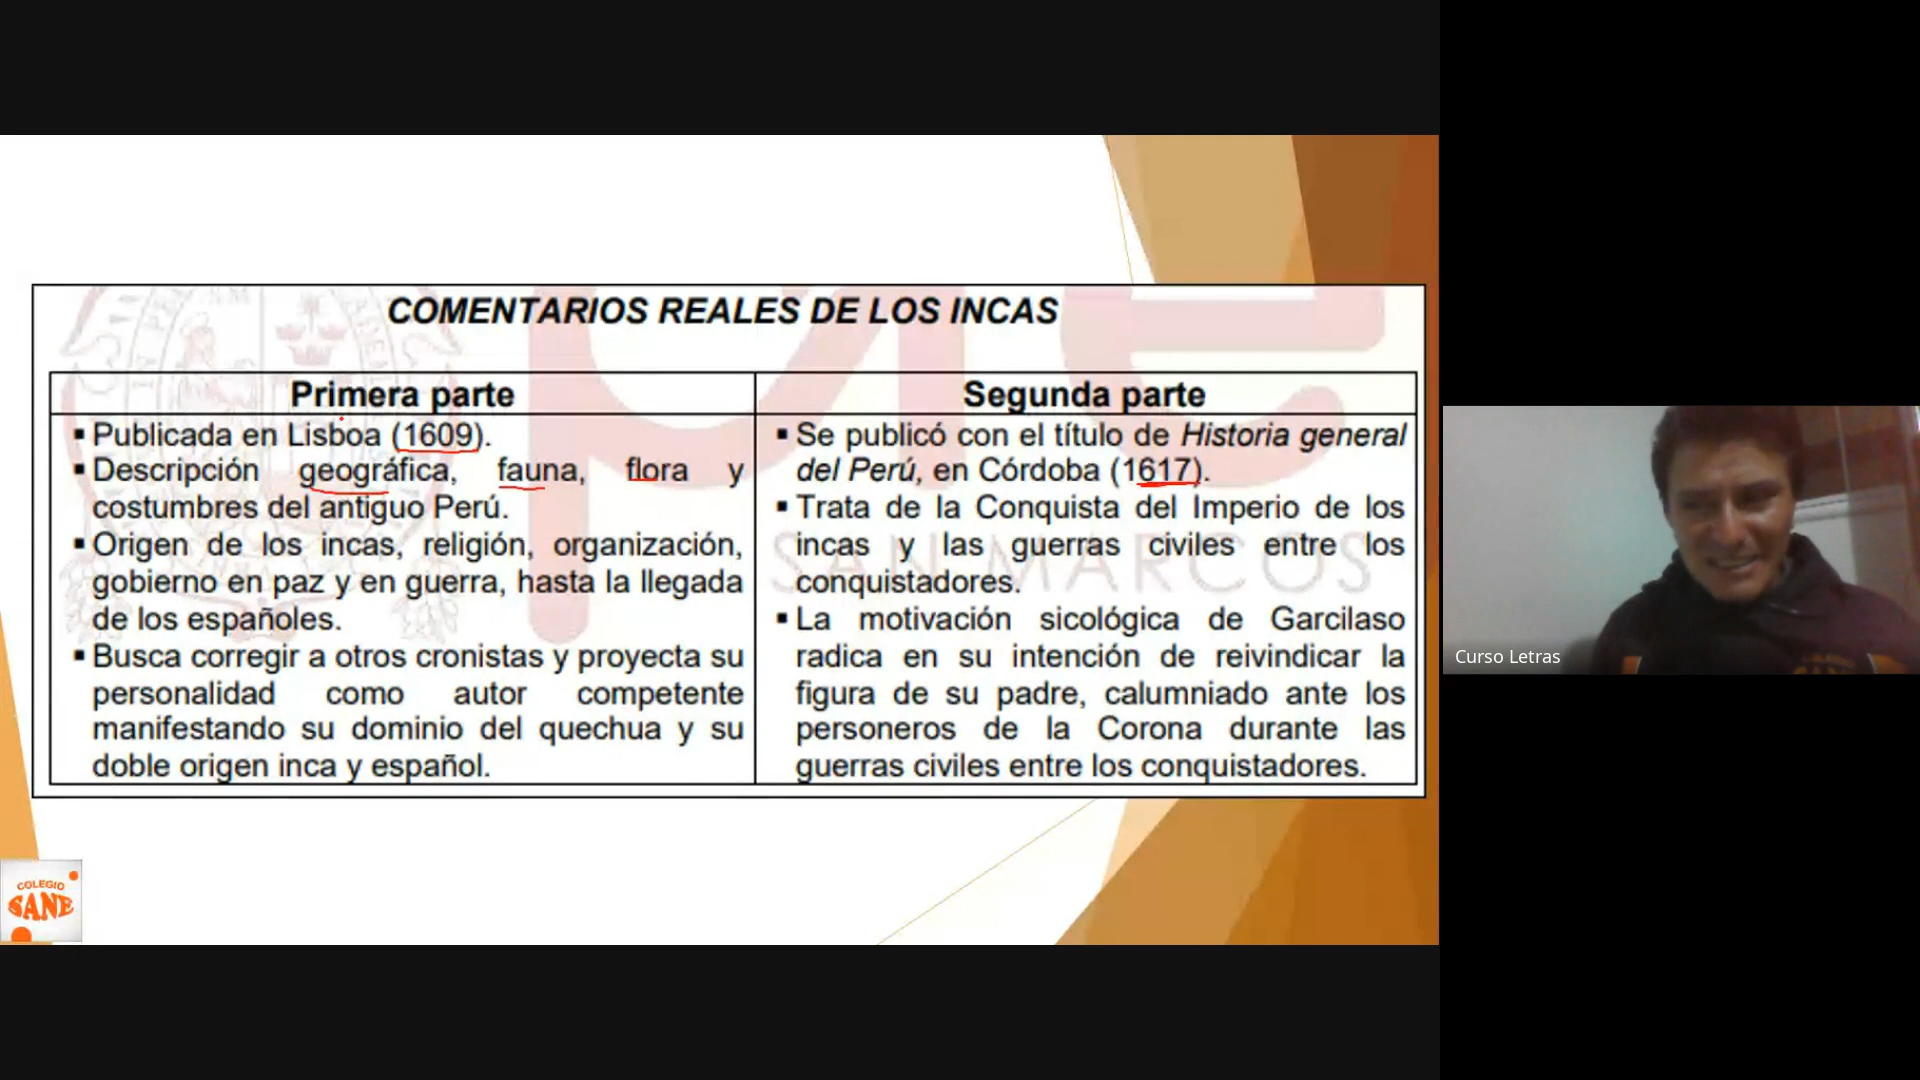 COMENTARIOS REALES DE LOS INCAS
Primera parte
▪ Publicada en Lisboa (1609).
▪ Descripción geográfica, fauna, flora y
costumbres del antiguo Perú.
▪ Origen de los incas, religión, organización,
gobierno en paz y en guerra, hasta la llegada
de los españoles.
▪ Busca corregir a otros cronistas y proyecta su
personalidad como autor competente
manifestando su dominio del quechua y su
doble origen inca y español.
Segunda parte
▪ Se publicó con el título de Historia general
del Perú, en Córdoba (1617).
▪ Trata de la Conquista del Imperio de los
incas y las guerras civiles entre los
conquistadores.
▪ La motivación sicológica de Garcilaso
radica en su intención de reivindicar la
figura de su padre, calumniado ante los
personeros de la Corona durante las
guerras civiles entre los conquistadores.
SAN MARCOS
COLEGIO
SANE
Curso Letras